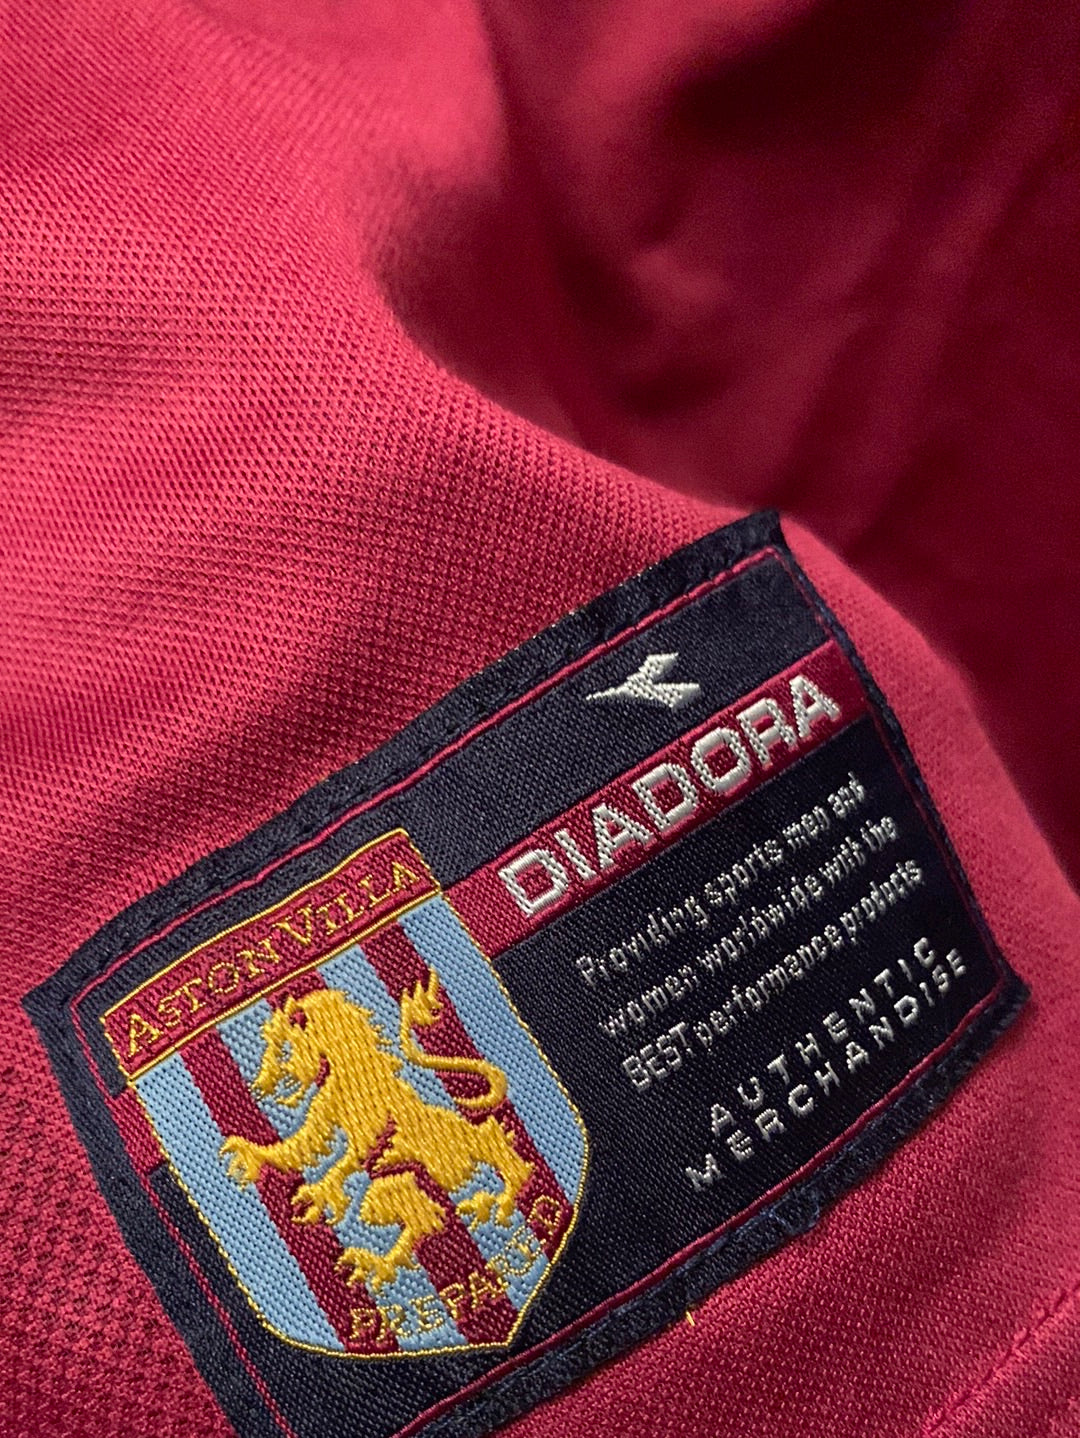 DIADORA
Providing sports men and
women worldwide with the
BEST performance products
AUTHENTIC
MERCHANDISE
ASTON VILLA
PREPARED